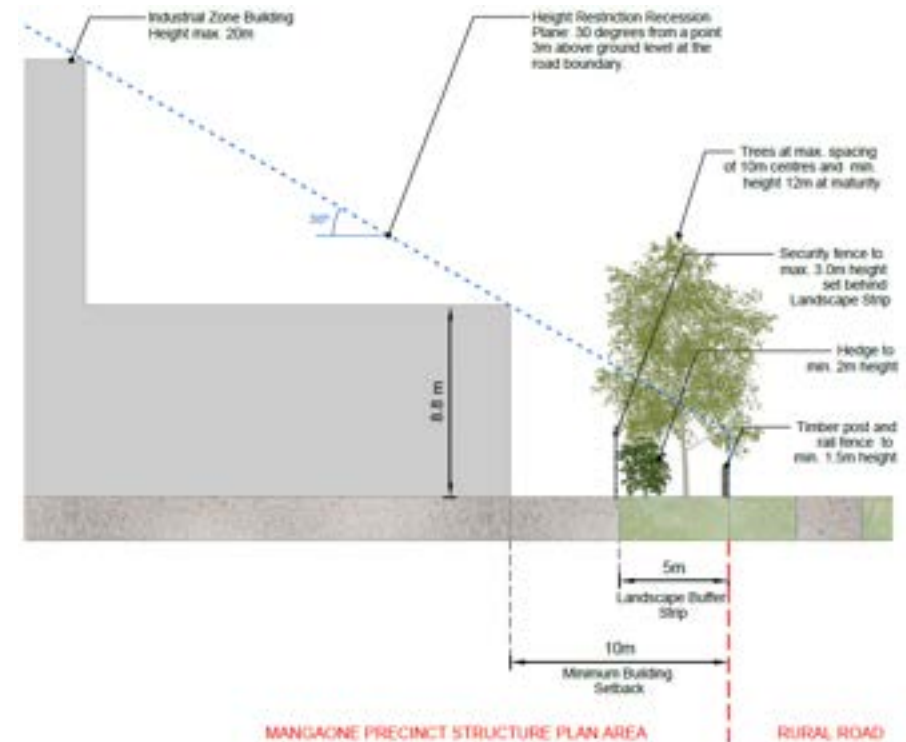 Industrial Zone Building
Height max. 20m
Height Restriction Recession
Plane: 30 degrees from a point
3m above ground level at the
road boundary.
Trees at max. spacing
of 10m centres and min.
height 12m at maturity
30°
Security fence to
max. 3.0m height
set behind
Landscape Strip
Hedge to
min. 2m height
8.8 m
Timber post and
rail fence to
min. 1.5m height
5m
Landscape Buffer
Strip
10m
Minimum Building
Setback
MANGAONE PRECINCT STRUCTURE PLAN AREA
RURAL ROAD